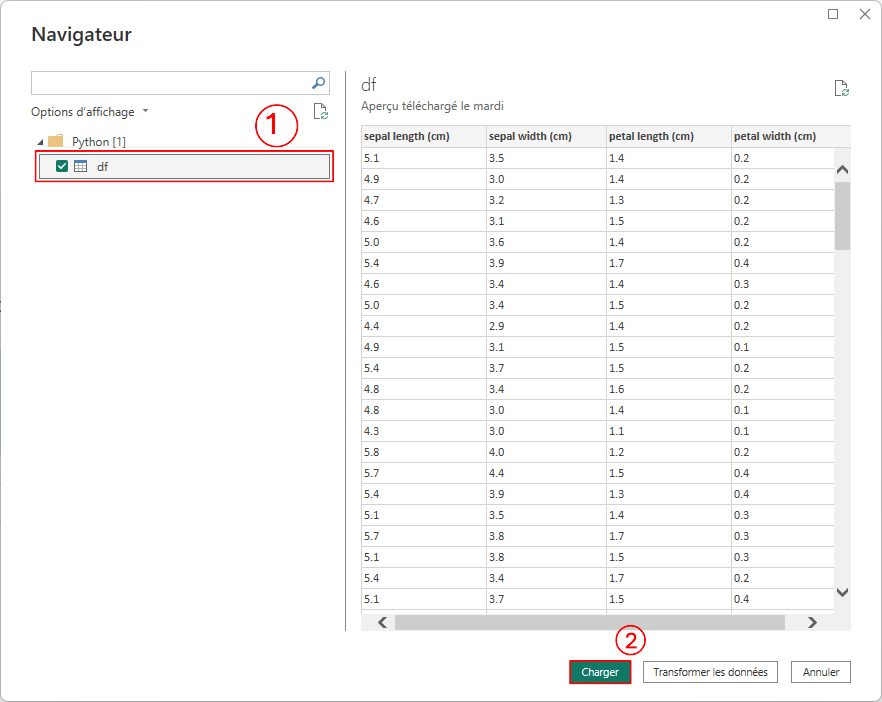 Navigateur
Options d'affichage
1
Python [1]
df
df
Aperçu téléchargé le mardi
sepal length (cm) sepal width (cm) petal length (cm) petal width (cm)
5.1 3.5 1.4 0.2
4.9 3.0 1.4 0.2
4.7 3.2 1.3 0.2
4.6 3.1 1.5 0.2
5.0 3.6 1.4 0.2
5.4 3.9 1.7 0.4
4.6 3.4 1.4 0.3
5.0 3.4 1.5 0.2
4.4 2.9 1.4 0.2
4.9 3.1 1.5 0.1
5.4 3.7 1.5 0.2
4.8 3.4 1.6 0.2
4.8 3.0 1.4 0.1
4.3 3.0 1.1 0.1
5.8 4.0 1.2 0.2
5.7 4.4 1.5 0.4
5.4 3.9 1.3 0.4
5.1 3.5 1.4 0.3
5.7 3.8 1.7 0.3
5.1 3.8 1.5 0.3
5.4 3.4 1.7 0.2
5.1 3.7 1.5 0.4
2
Charger Transformer les données Annuler